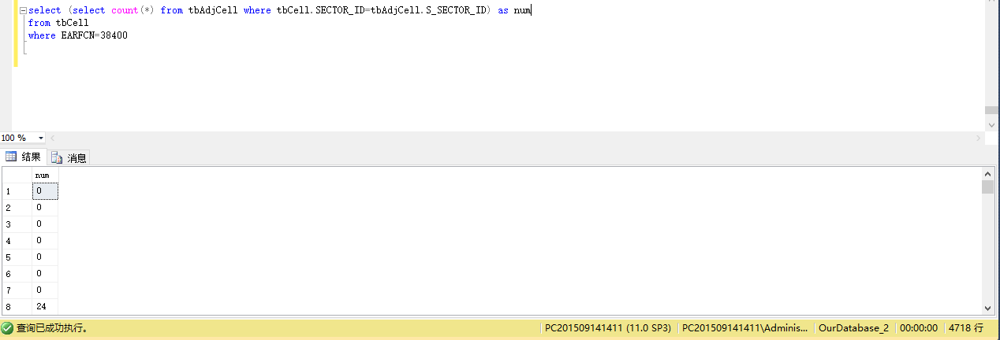 select (select count(*) from tbAdjCell where tbCell.SECTOR_ID=tbAdjCell.S_SECTOR_ID) as num
from tbCell
where EARFCN=38400
100 %
结果 消息
num
1 0
2 0
3 0
4 0
5 0
6 0
7 0
8 24
查询已成功执行。 PC201509141411 (11.0 SP3) PC201509141411\Adminis... OurDatabase_2 00:00:00 4718 行